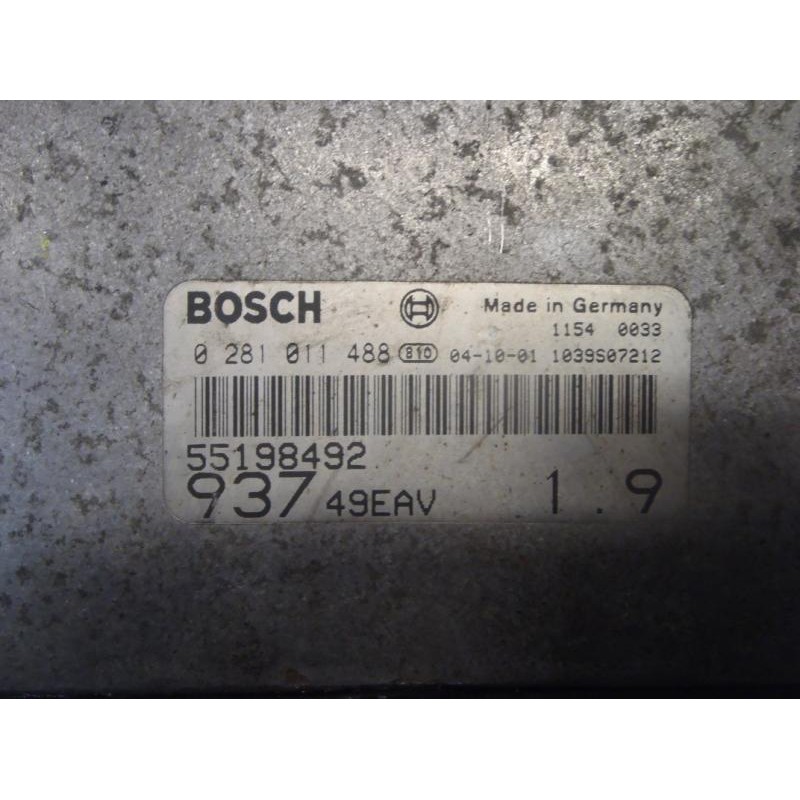 BOSCH Made in Germany
1154 0033
0 281 011 488 810 04-10-01 1039S07212
55198492
937 49EAV 1.9